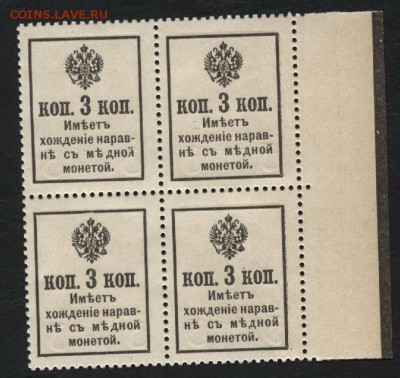 COINS.LAVE.RU
КОП. 3 КОП.
Имѣетъ
хожденіе нарав-
нѣ съ мѣдной
монетой.
КОП. 3 КОП.
Имѣетъ
хожденіе нарав-
нѣ съ мѣдной
монетой.
КОП. 3 КОП.
Имѣетъ
хожденіе нарав-
нѣ съ мѣдной
монетой.
КОП. 3 КОП.
Имѣетъ
хожденіе нарав-
нѣ съ мѣдной
монетой.